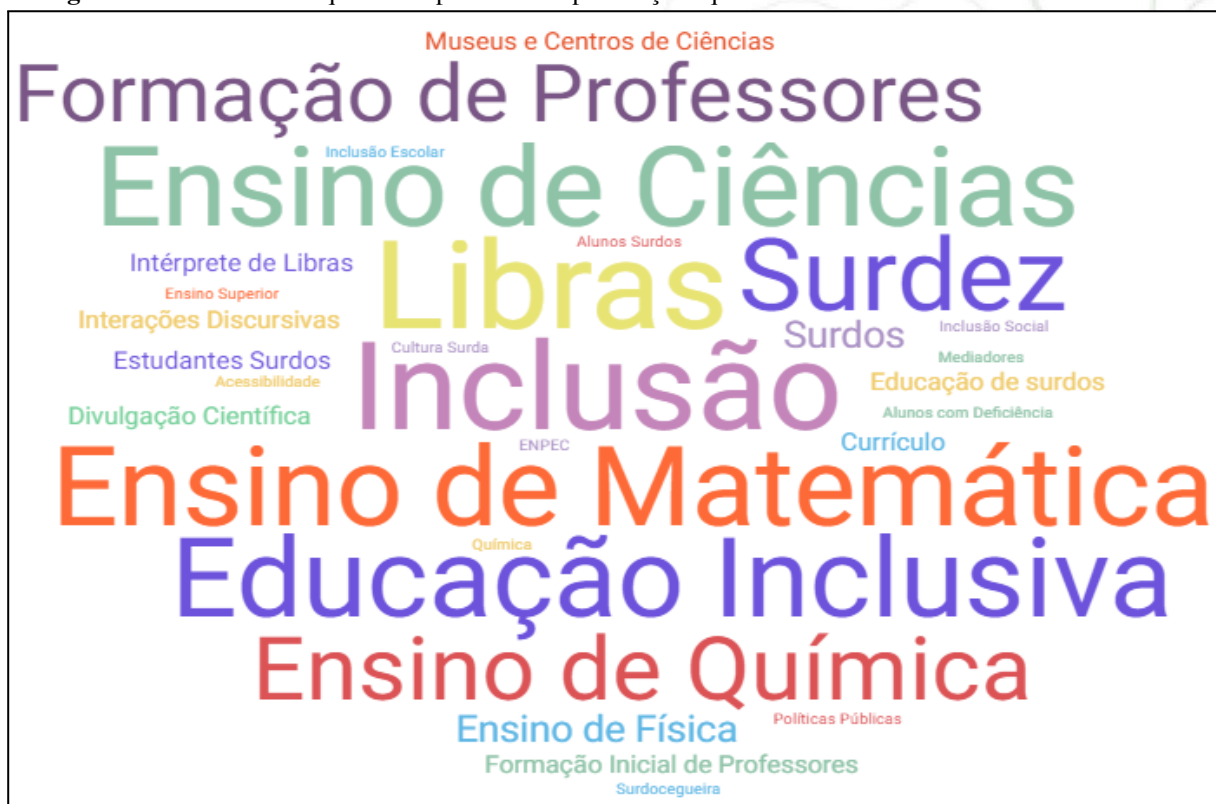 Museus e Centros de Ciências
Formação de Professores
Ensino de Ciências
Inclusão Escolar
Libras
Alunos Surdos
Surdez
Intérprete de Libras
Ensino Superior
Interações Discursivas
Surdos
Inclusão Social
Estudantes Surdos
Cultura Surda
Inclusão
Mediadores
Acessibilidade
Educação de surdos
Divulgação Científica
Alunos com Deficiência
ENPEC
Currículo
Ensino de Matemática
Química
Educação Inclusiva
Ensino de Química
Políticas Públicas
Ensino de Física
Formação Inicial de Professores
Surdocegueira